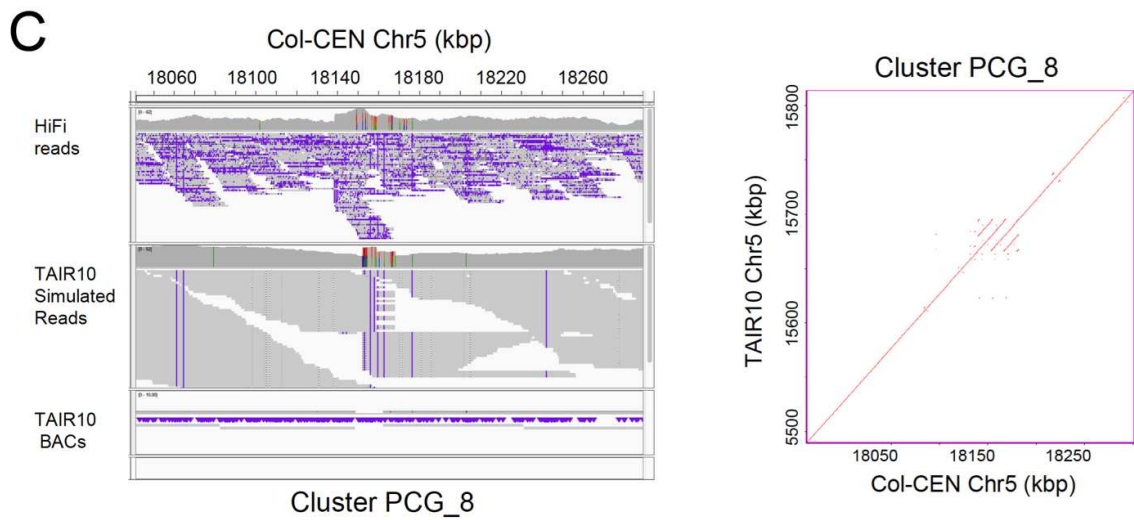 C
Col-CEN Chr5 (kbp)
18060 18100 18140 18180 18220 18260
HiFi
reads
TAIR10
Simulated
Reads
TAIR10
BACs
Cluster PCG_8
Cluster PCG_8
TAIR10 Chr5 (kbp)
15800
15700
15600
5500
18050 18150 18250
Col-CEN Chr5 (kbp)